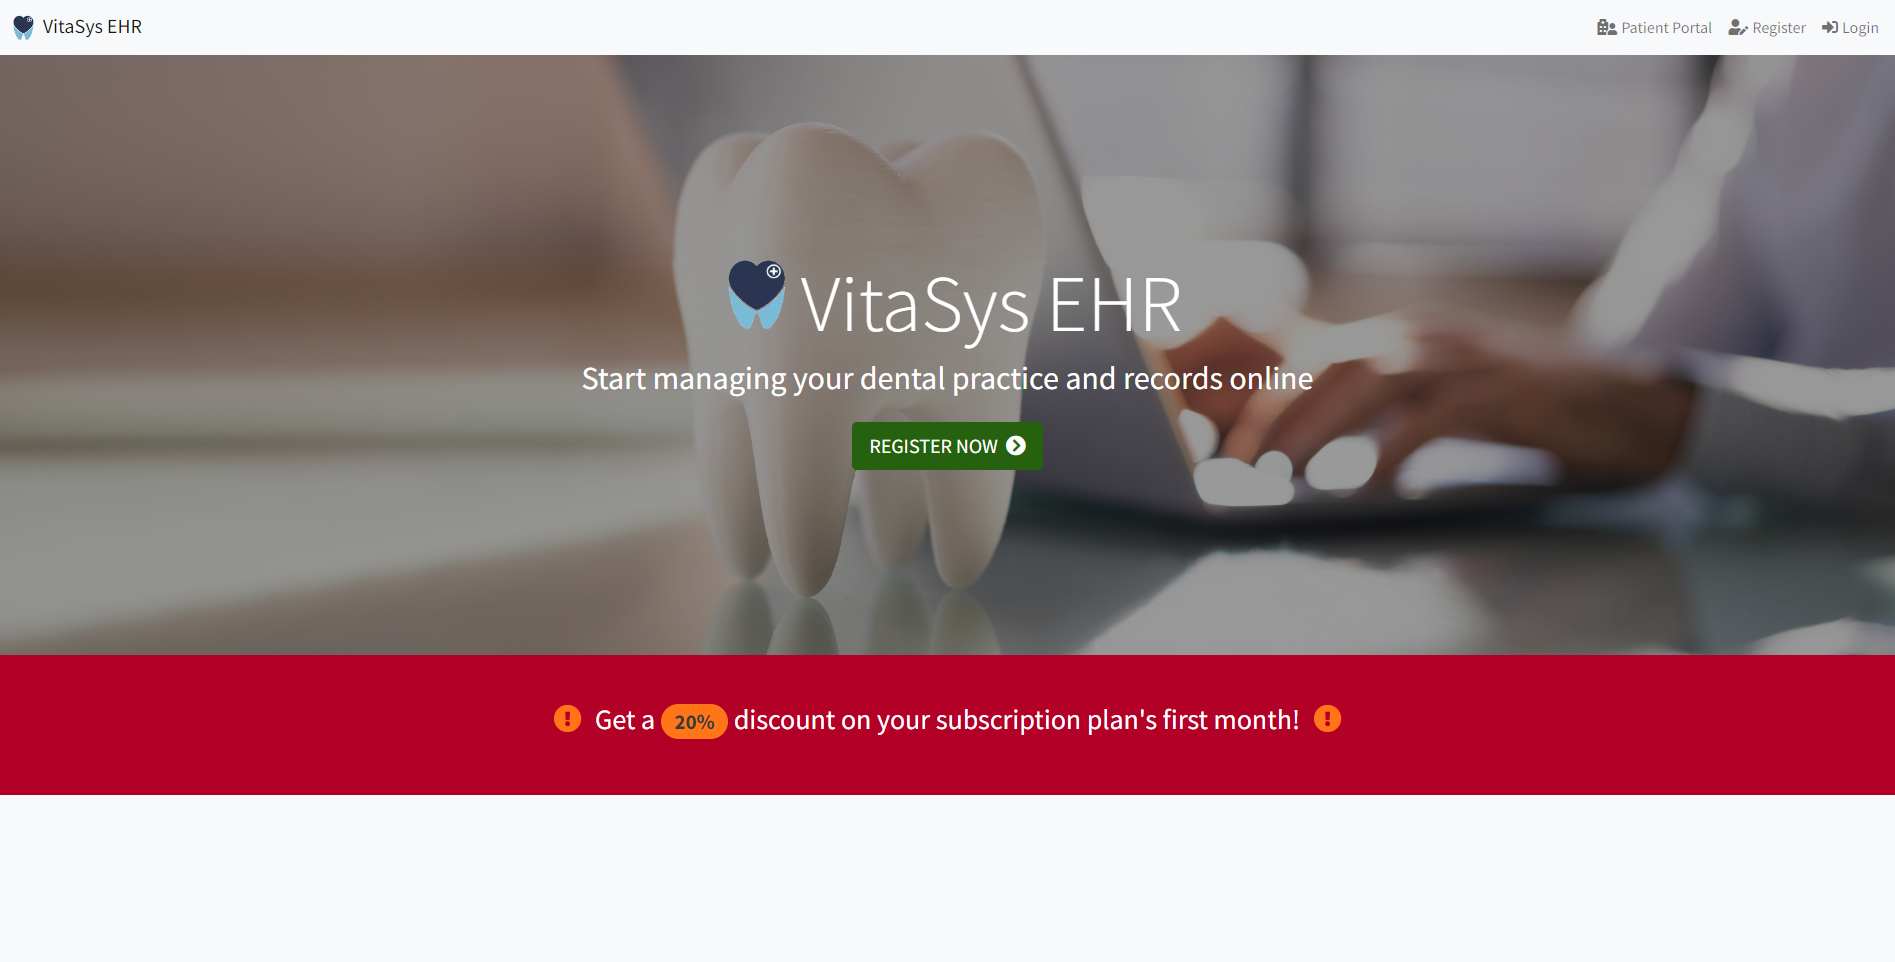 VitaSys EHR
Patient Portal Register Login
VitaSys EHR
Start managing your dental practice and records online
REGISTER NOW
Get a 20% discount on your subscription plan's first month!